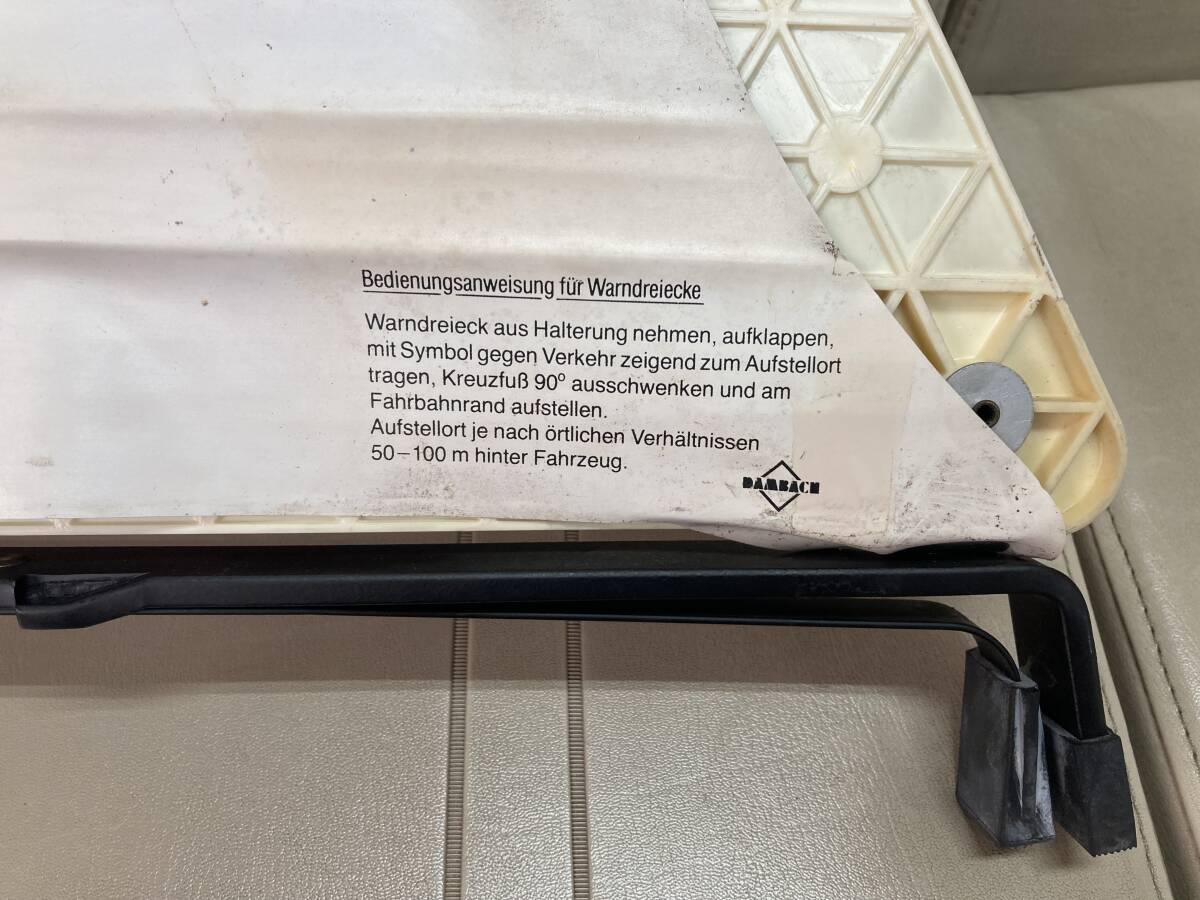 Bedienungsanweisung für Warndreiecke
Warndreieck aus Halterung nehmen, aufklappen,
mit Symbol gegen Verkehr zeigend zum Aufstellort
tragen, Kreuzfuß 90º ausschwenken und am
Fahrbahnrand aufstellen.
Aufstellort je nach örtlichen Verhältnissen
50–100 m hinter Fahrzeug.
DAMBACH